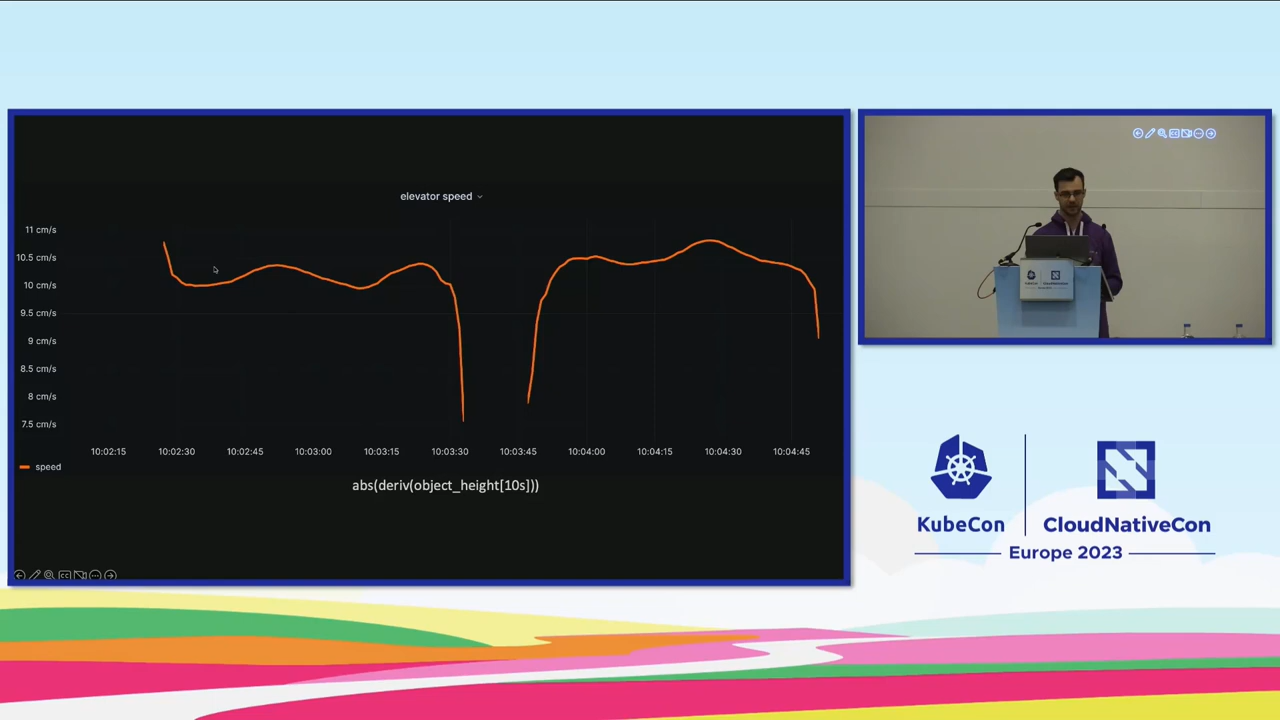 elevator speed
11 cm/s
10.5 cm/s
10 cm/s
9.5 cm/s
9 cm/s
8.5 cm/s
8 cm/s
7.5 cm/s
10:02:15 10:02:30 10:02:45 10:03:00 10:03:15 10:03:30 10:03:45 10:04:00 10:04:15 10:04:30 10:04:45
speed
abs(deriv(object_height[10s]))
KubeCon
CloudNativeCon
Europe 2023